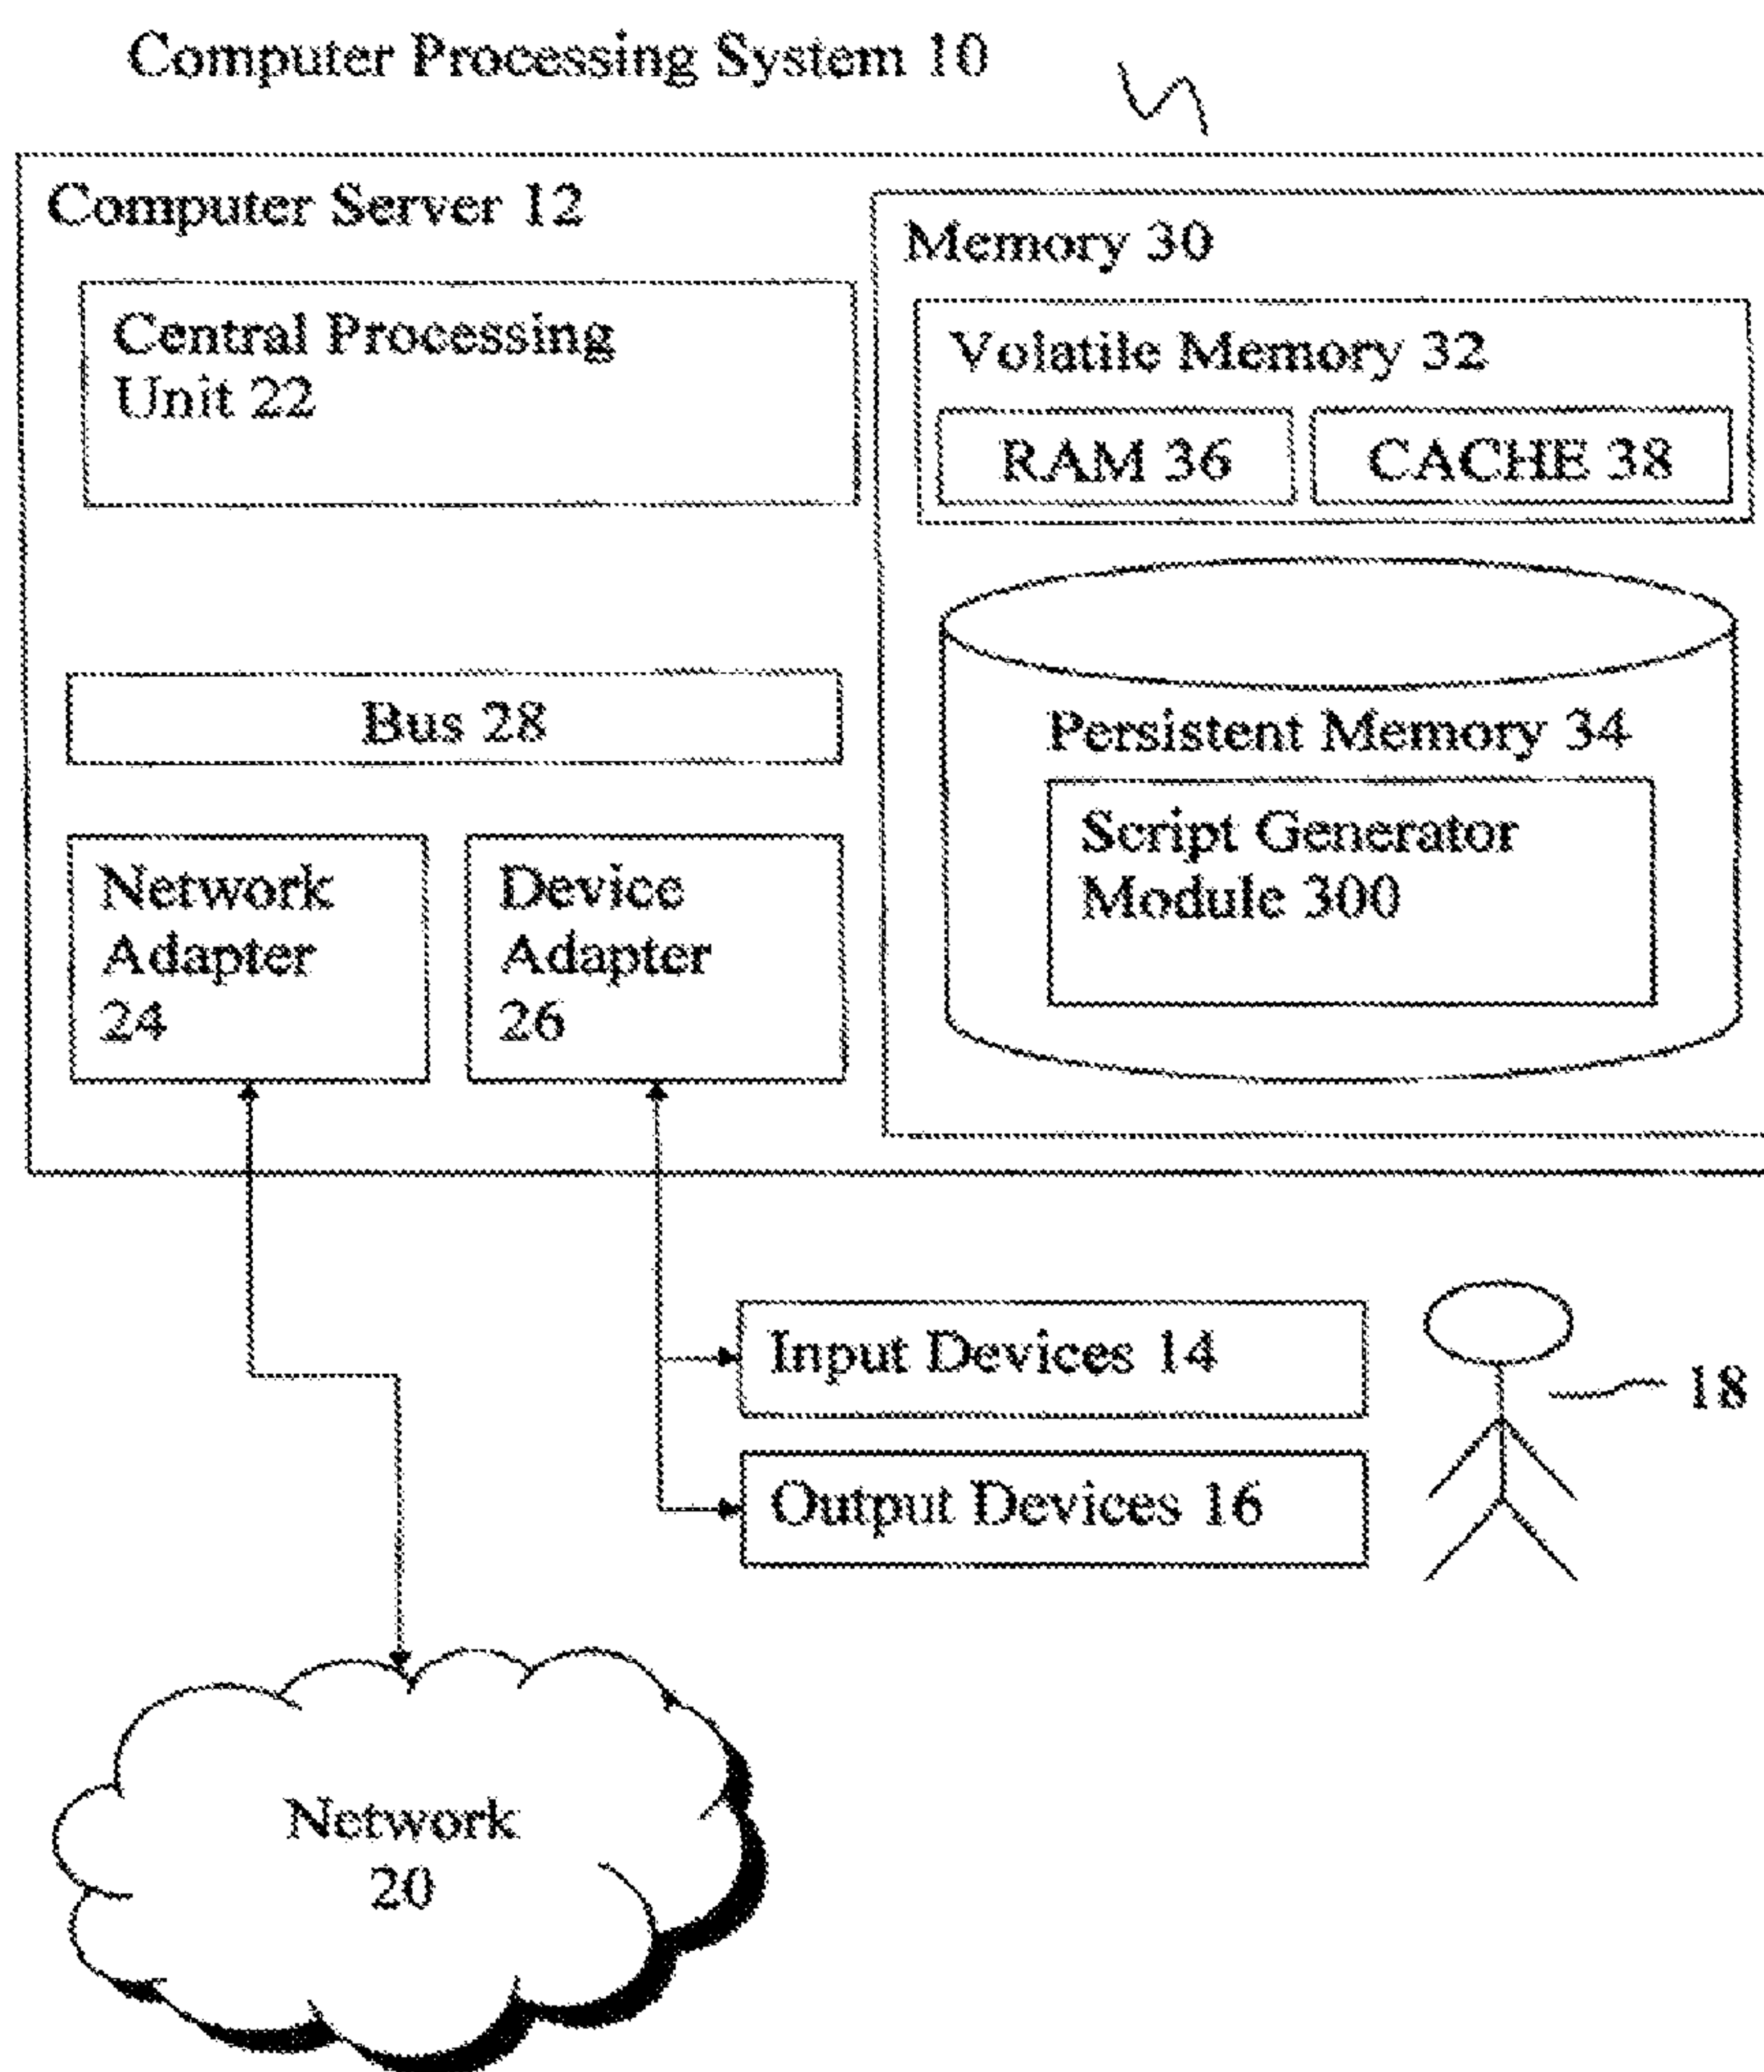 Computer Processing System 10
Computer Server 12
Central Processing
Unit 22
Bus 28
Network
Adapter
24
Device
Adapter
26
Memory 30
Volatile Memory 32
RAM 36
CACHE 38
Persistent Memory 34
Script Generator
Module 300
Input Devices 14
Output Devices 16
18
Network
20